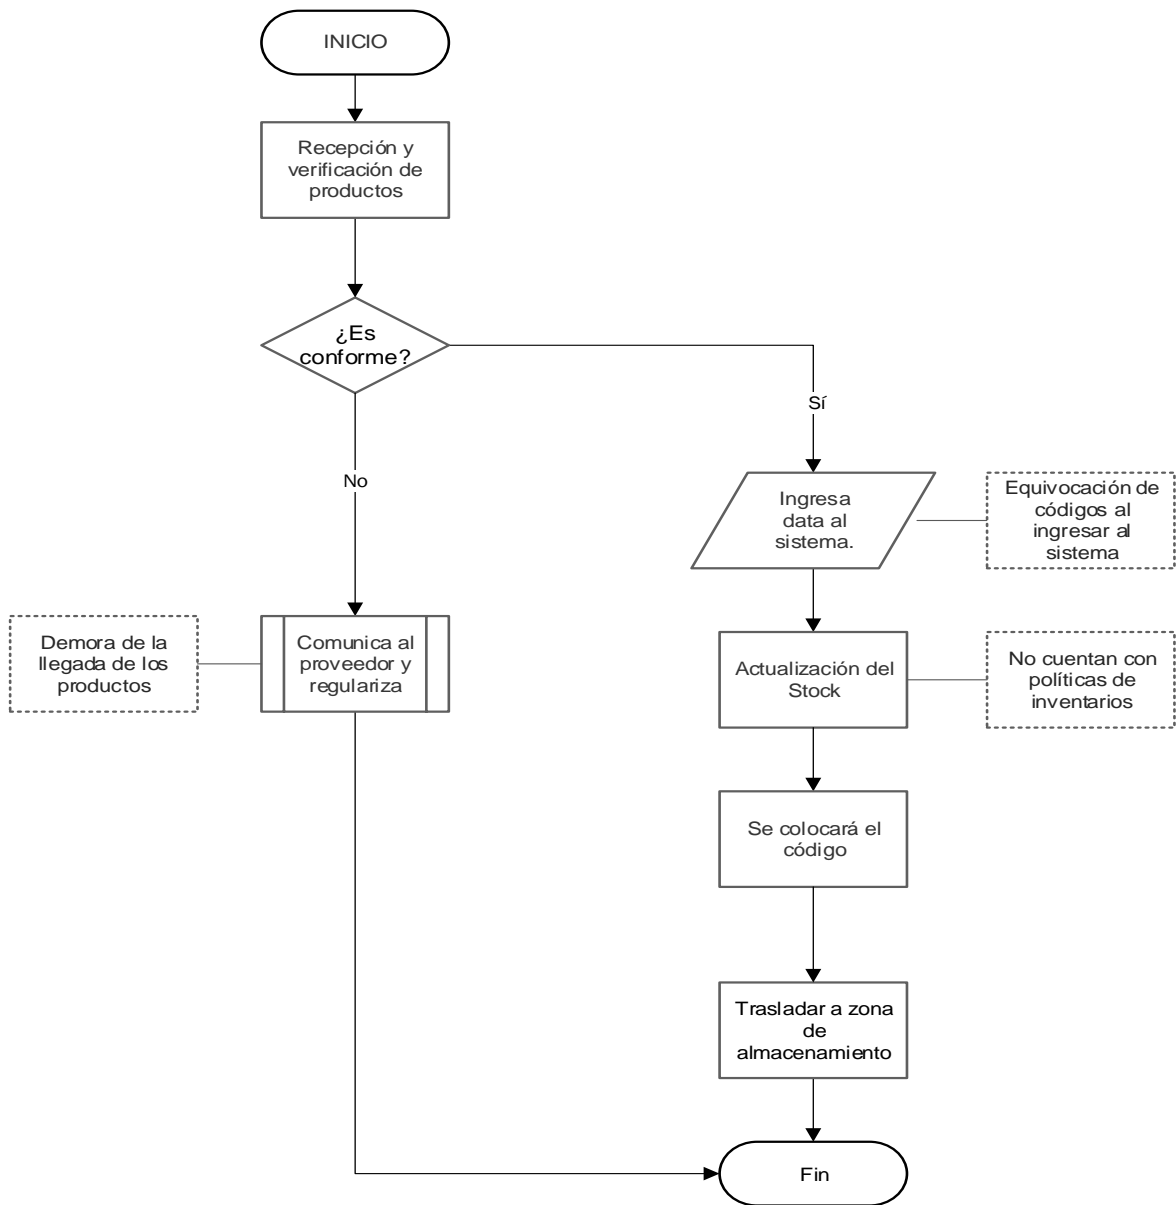 INICIO
Recepción y
verificación de
productos
¿Es
conforme?
Sí
No
Ingresa
data al
sistema.
Equivocación de
códigos al
ingresar al
sistema
Demora de la
llegada de los
productos
Comunica al
proveedor y
regulariza
Actualización del
Stock
No cuentan con
políticas de
inventarios
Se colocará el
código
Trasladar a zona
de
almacenamiento
Fin